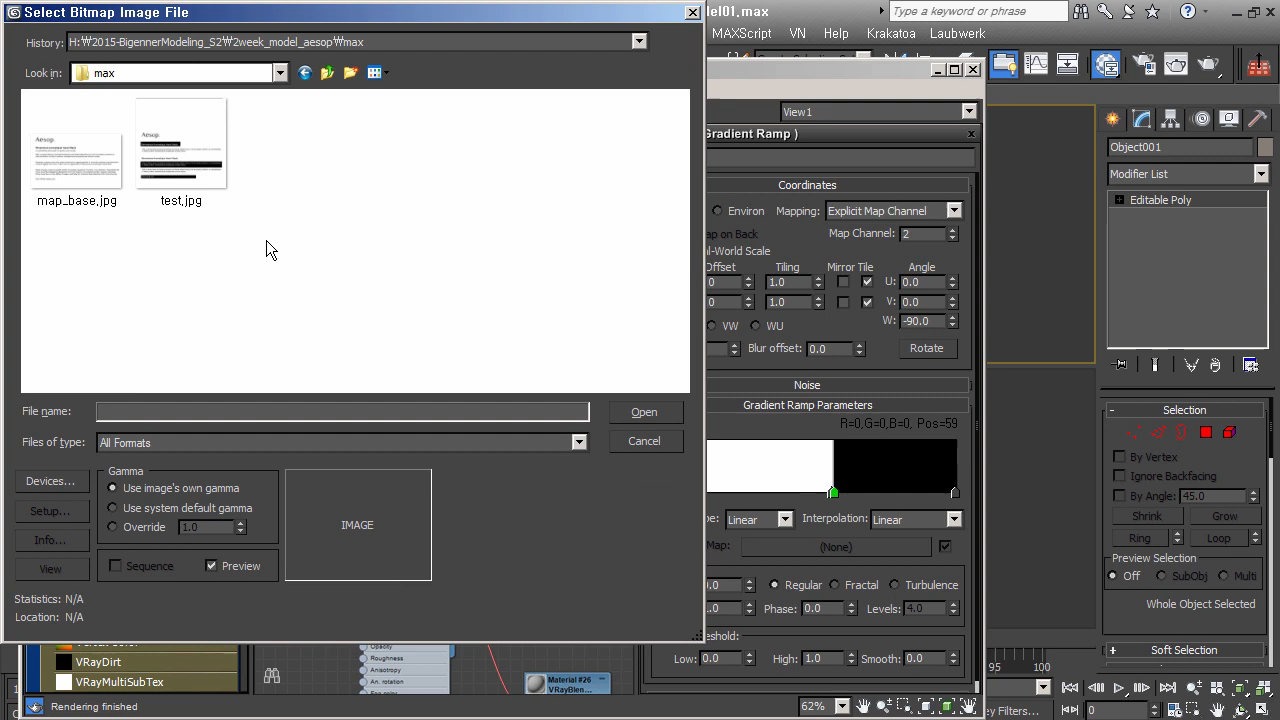 Select Bitmap Image File
del01.max
Type a keyword or phrase
History:
H:₩2015-BigennerModeling_S2₩2week_model_aesop₩max
MAXScript VN Help Krakatoa Laubwerk
Look in:
max
View1
Aesop.
Aesop.
map_base.jpg
test.jpg
Gradient Ramp )
Object001
Modifier List
Editable Poly
Coordinates
Environ Mapping: Explicit Map Channel
ap on Back Map Channel: 2
al-World Scale
Offset Tiling Mirror Tile Angle
0 1.0 U: 0.0
0 1.0 V: 0.0
W: -90.0
VW WU
Blur offset: 0.0 Rotate
Noise
Gradient Ramp Parameters
R=0,G=0,B=0, Pos=59
File name:
Open
Files of type: All Formats
Cancel
Devices...
Setup...
Info...
View
Gamma
Use image's own gamma
Use system default gamma
Override 1.0
Sequence Preview
IMAGE
Statistics: N/A
Location: N/A
pe: Linear Interpolation: Linear
Map: (None)
0.0 Regular Fractal Turbulence
1.0 Phase: 0.0 Levels: 4.0
eshold:
Low: 0.0 High: Smooth: 0.0
Selection
By Vertex
Ignore Backfacing
By Angle: 45.0
Shrink Grow
Ring Loop
Preview Selection
Off SubObj Multi
Whole Object Selected
Soft Selection
VRayDirt
VRayMultiSubTex
Opacity
Roughness
Anisotropy
An. rotation
Material #26
VRayBlen...
Rendering finished
62%
95 100
ey Filters...
0